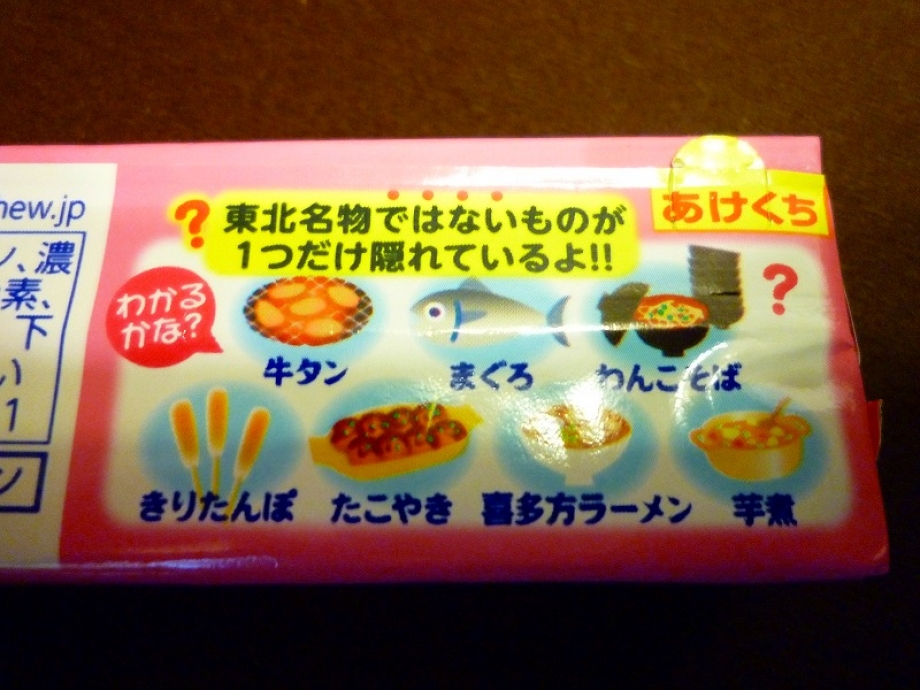 hew.jp
ン、濃
素、
下
い
1
ン
?
東北名物ではないものが
1つだけ隠れているよ!!
あけくち
わかる
かな?
?
牛タン
まぐろ
わんこそば
きりたんぽ
たこやき
喜多方ラーメン
芋煮